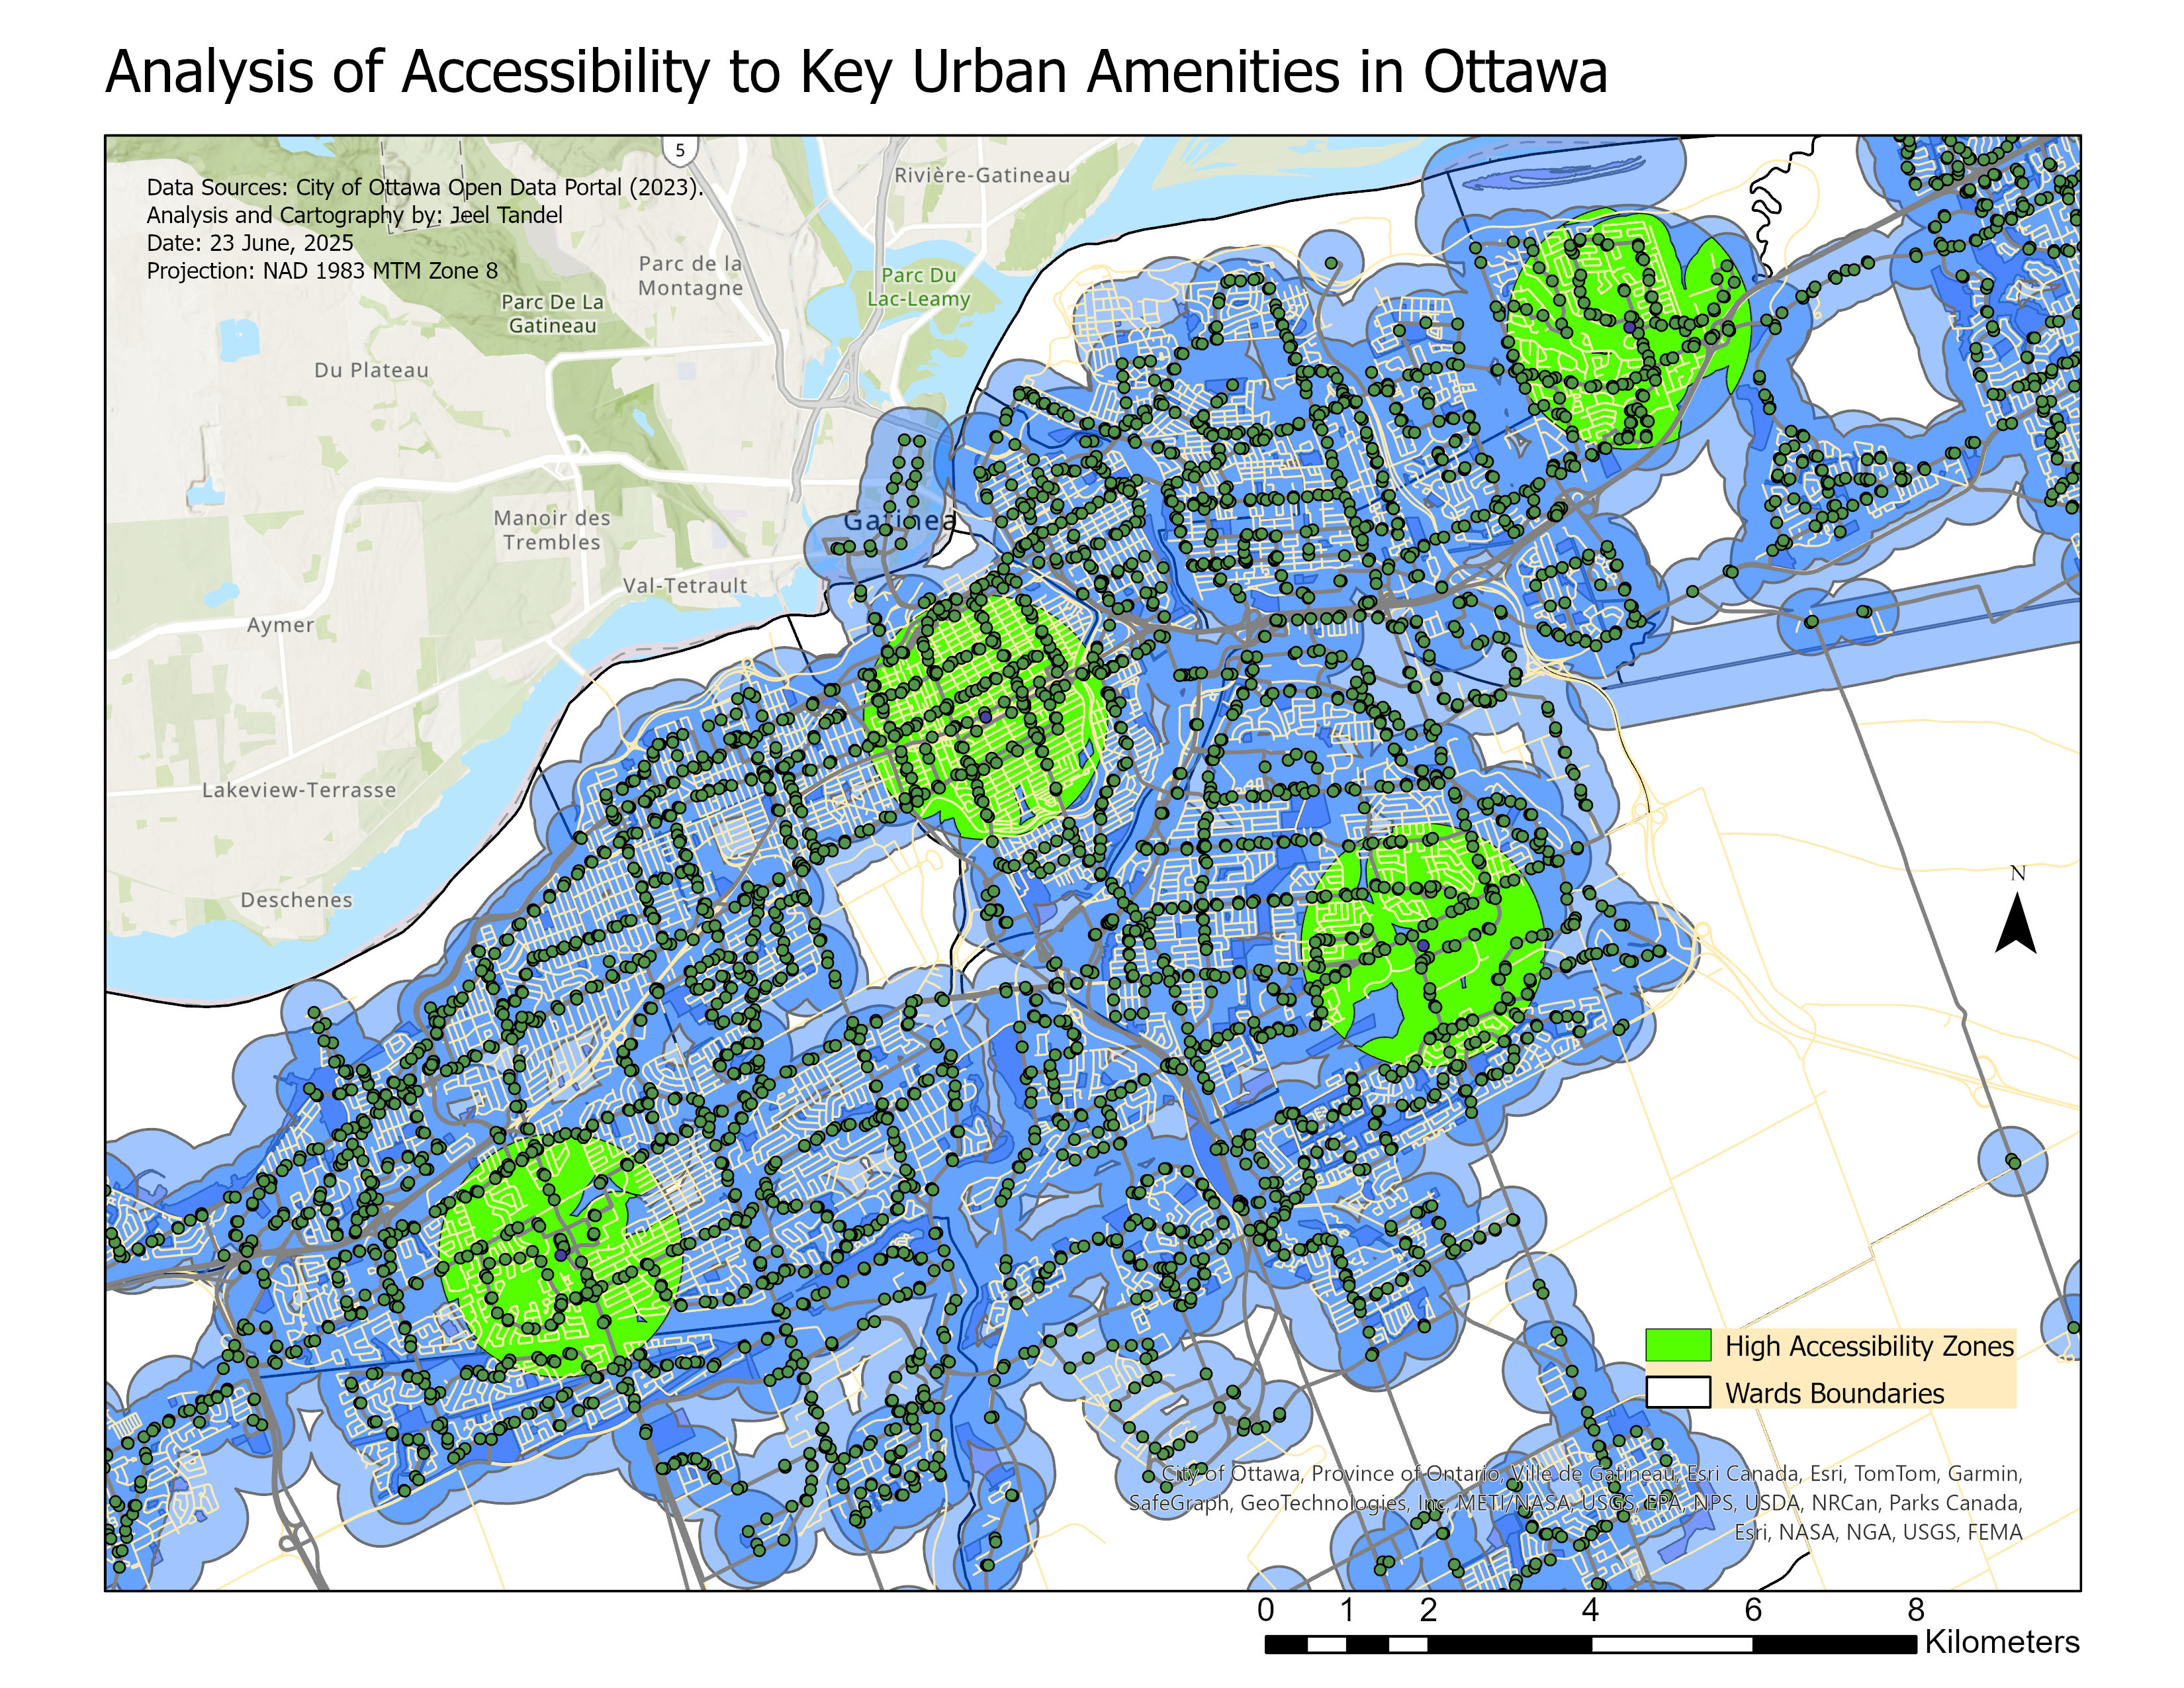 Analysis of Accessibility to Key Urban Amenities in Ottawa
Data Sources: City of Ottawa Open Data Portal (2023).
Analysis and Cartography by: Jeel Tandel
Date: 23 June, 2025
Projection: NAD 1983 MTM Zone 8
5
Rivière-Gatineau
Parc de la
Montagne
Parc Du
Lac-Leamy
Parc De La
Gatineau
Du Plateau
Manoir des
Trembles
Gatinea
Val-Tetrault
Aymer
Lakeview-Terrasse
Deschenes
N
High Accessibility Zones
Wards Boundaries
City of Ottawa, Province of Ontario, Ville de Gatineau, Esri Canada, Esri, TomTom, Garmin,
SafeGraph, GeoTechnologies, Inc, METI/NASA, USGS, EPA, NPS, USDA, NRCan, Parks Canada,
Esri, NASA, NGA, USGS, FEMA
0 1 2 4 6 8
Kilometers